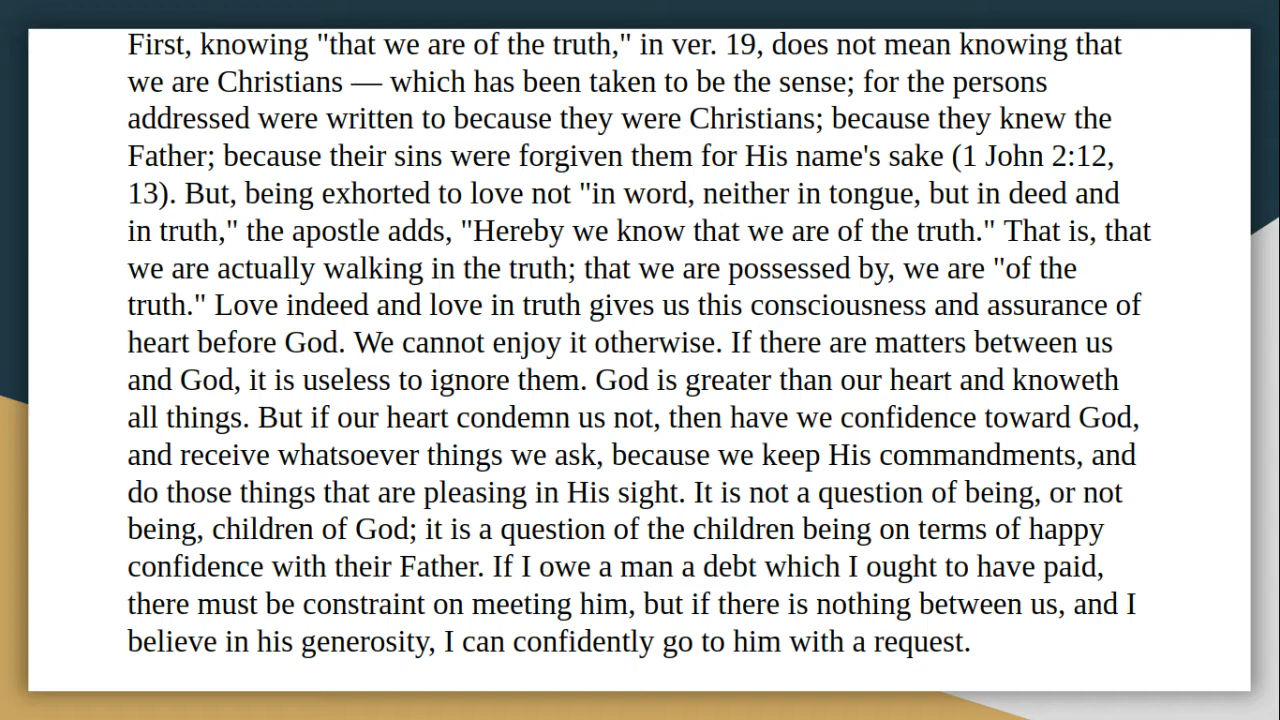 First, knowing "that we are of the truth," in ver. 19, does not mean knowing that
we are Christians — which has been taken to be the sense; for the persons
addressed were written to because they were Christians; because they knew the
Father; because their sins were forgiven them for His name's sake (1 John 2:12,
13). But, being exhorted to love not "in word, neither in tongue, but in deed and
in truth," the apostle adds, "Hereby we know that we are of the truth." That is, that
we are actually walking in the truth; that we are possessed by, we are "of the
truth." Love indeed and love in truth gives us this consciousness and assurance of
heart before God. We cannot enjoy it otherwise. If there are matters between us
and God, it is useless to ignore them. God is greater than our heart and knoweth
all things. But if our heart condemn us not, then have we confidence toward God,
and receive whatsoever things we ask, because we keep His commandments, and
do those things that are pleasing in His sight. It is not a question of being, or not
being, children of God; it is a question of the children being on terms of happy
confidence with their Father. If I owe a man a debt which I ought to have paid,
there must be constraint on meeting him, but if there is nothing between us, and I
believe in his generosity, I can confidently go to him with a request.